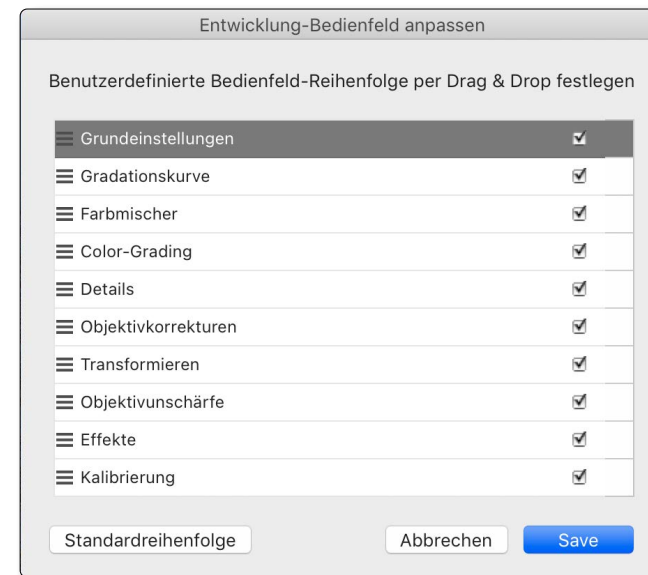 Entwicklung-Bedienfeld anpassen
Benutzerdefinierte Bedienfeld-Reihenfolge per Drag & Drop festlegen
Grundeinstellungen
Gradationskurve
Farbmischer
Color-Grading
Details
Objektivkorrekturen
Transformieren
Objektivunschärfe
Effekte
Kalibrierung
Standardreihenfolge Abbrechen Save